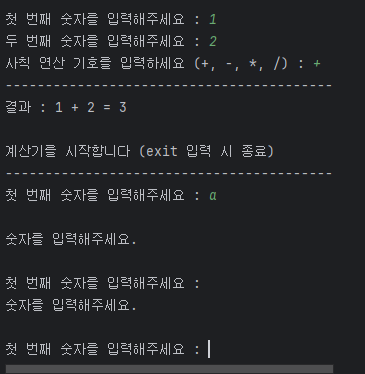 첫 번째 숫자를 입력해주세요 : 1
두 번째 숫자를 입력해주세요 : 2
사칙 연산 기호를 입력하세요 (+, -, *, /) : +
-----------------------------------------
결과 : 1 + 2 = 3
계산기를 시작합니다 (exit 입력 시 종료)
-----------------------------------------
첫 번째 숫자를 입력해주세요 : a
숫자를 입력해주세요.
첫 번째 숫자를 입력해주세요 :
숫자를 입력해주세요.
첫 번째 숫자를 입력해주세요 :